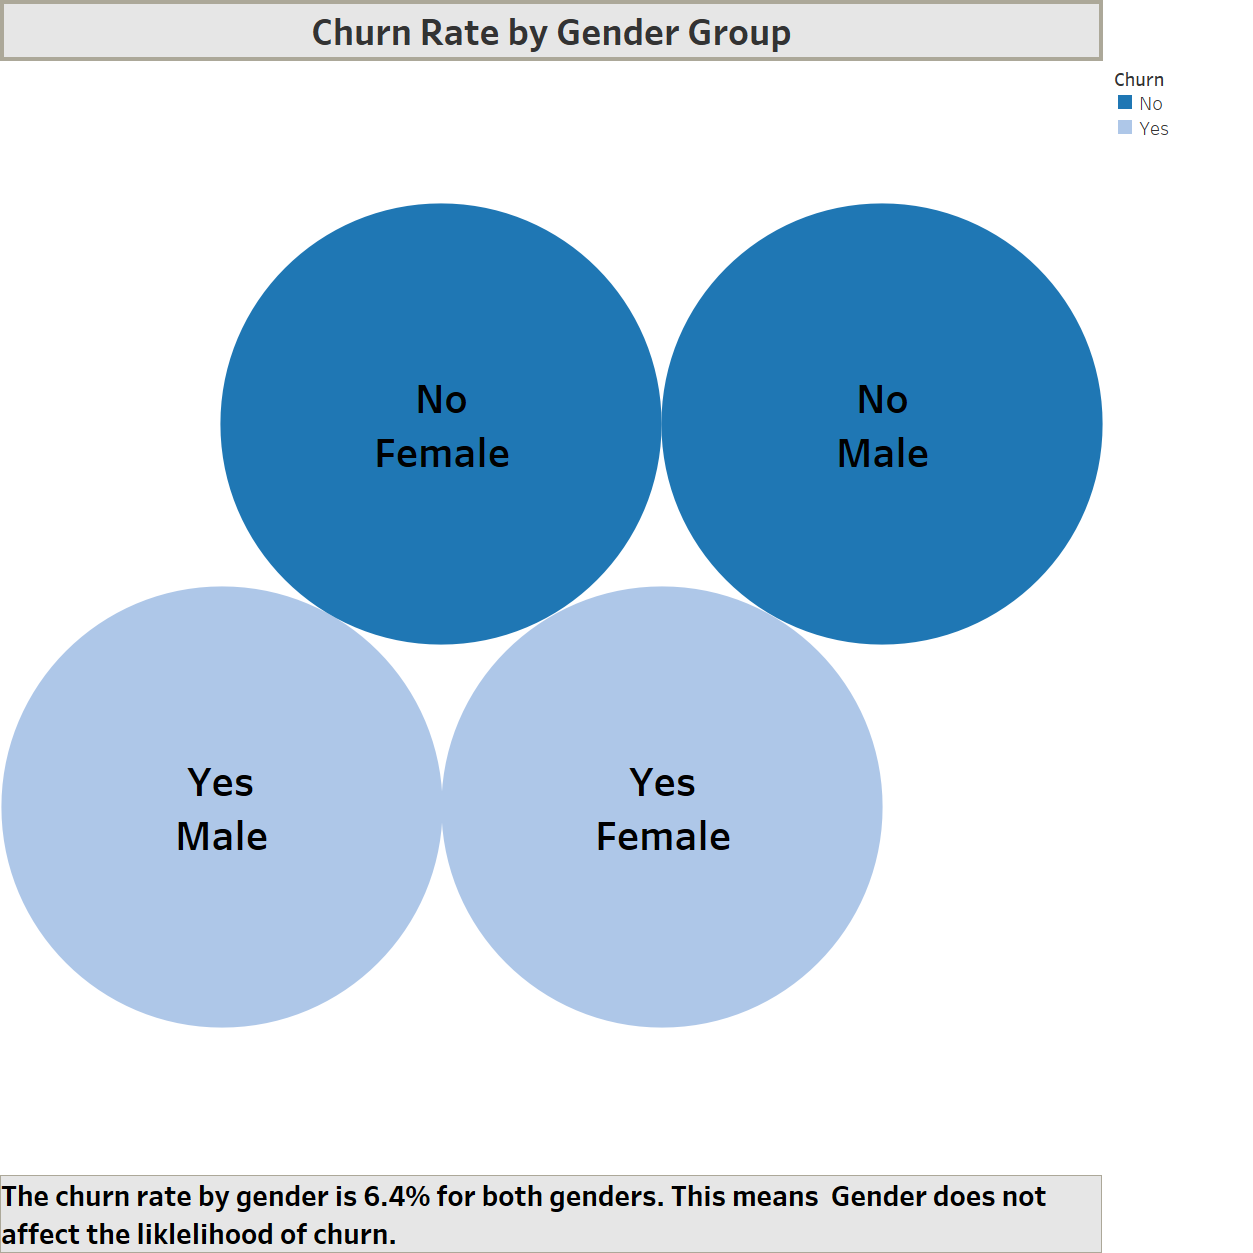 Churn Rate by Gender Group
Churn
No
Yes
No
Female
No
Male
Yes
Male
Yes
Female
The churn rate by gender is 6.4% for both genders. This means  Gender does not
affect the liklelihood of churn.